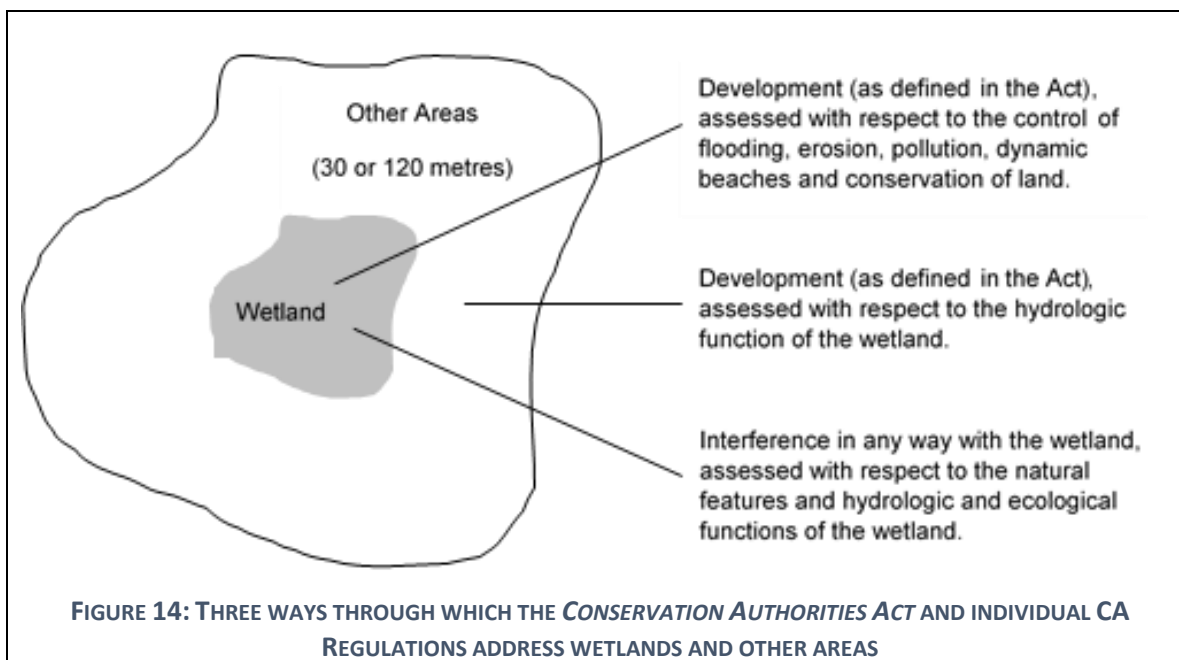 Other Areas
(30 or 120 metres)
Wetland
Development (as defined in the Act),
assessed with respect to the control of
flooding, erosion, pollution, dynamic
beaches and conservation of land.
Development (as defined in the Act),
assessed with respect to the hydrologic
function of the wetland.
Interference in any way with the wetland,
assessed with respect to the natural
features and hydrologic and ecological
functions of the wetland.
FIGURE 14: THREE WAYS THROUGH WHICH THE CONSERVATION AUTHORITIES ACT AND INDIVIDUAL CA
REGULATIONS ADDRESS WETLANDS AND OTHER AREAS